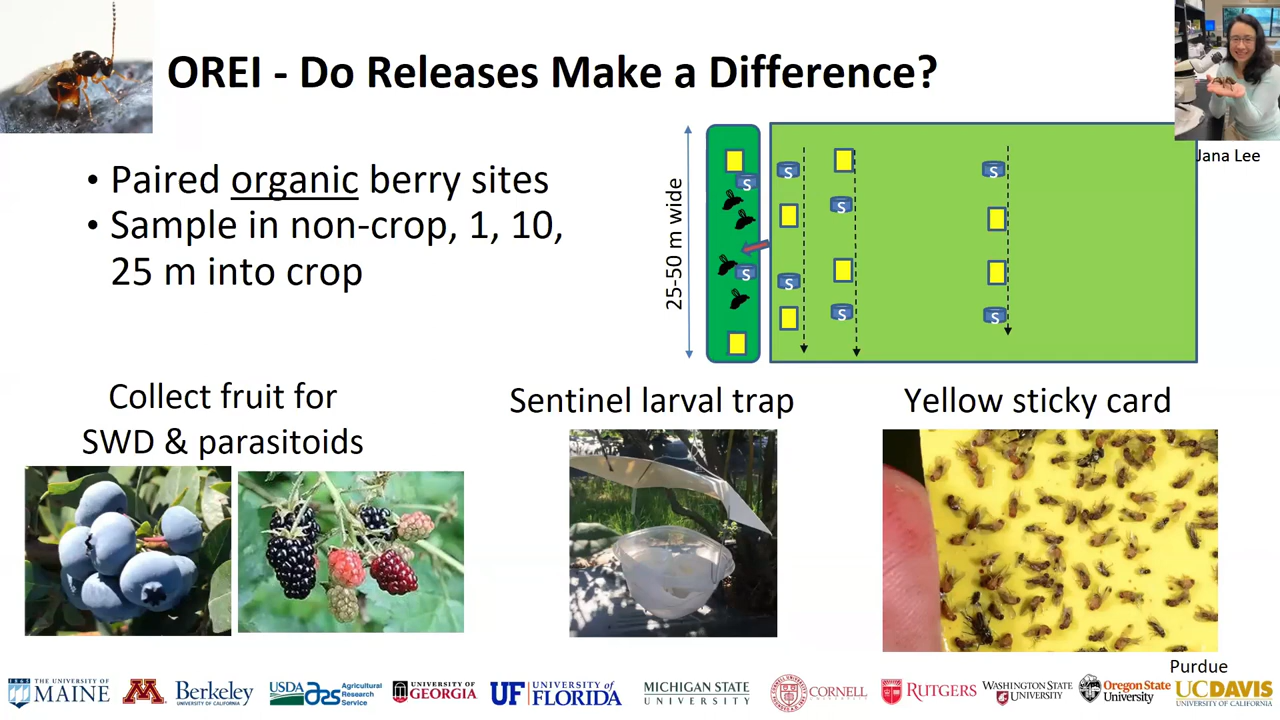 OREI - Do Releases Make a Difference?
Jana Lee
• Paired organic berry sites
• Sample in non-crop, 1, 10,
25 m into crop
25-50 m wide
S
S
S
S
S
S
S
S
Collect fruit for
SWD & parasitoids
Sentinel larval trap
Yellow sticky card
Purdue
1865 THE UNIVERSITY OF
MAINE
M
Berkeley
UNIVERSITY OF CALIFORNIA
USDA
ars
Agricultural
Research
Service
UNIVERSITY OF
GEORGIA
UF UNIVERSITY of
FLORIDA
MICHIGAN STATE
UNIVERSITY
CORNELL
RUTGERS
WASHINGTON STATE
UNIVERSITY
Oregon State
University
UCDAVIS
UNIVERSITY OF CALIFORNIA